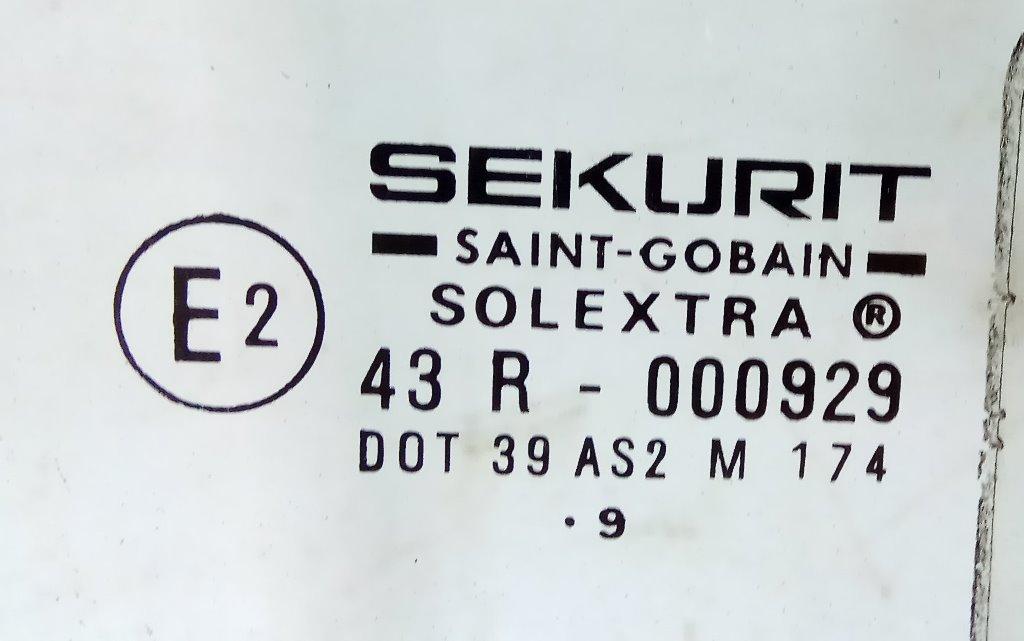 SEKURIT
SAINT-GOBAIN
SOLEXTRA ®
E2
43 R - 000929
DOT 39 AS2 M 174
· 9